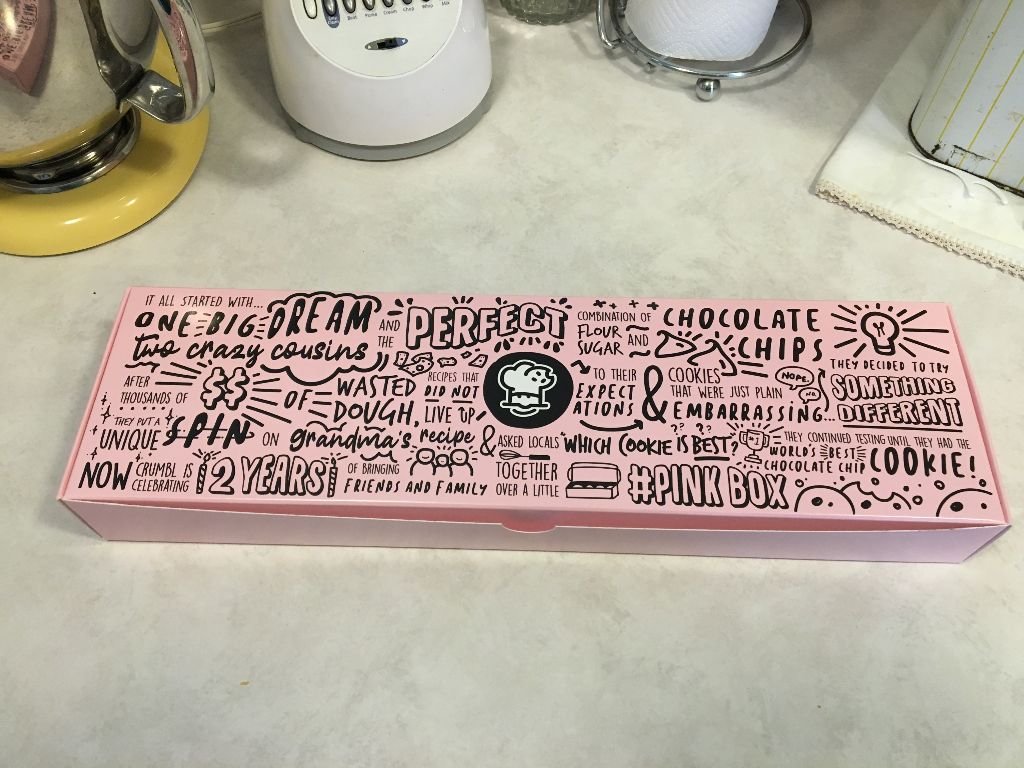 IT ALL STARTED WITH... ONE BIG DREAM AND THE PERFECT COMBINATION OF FLOUR SUGAR AND CHOCOLATE CHIPS
two crazy cousins
THEY DECIDED TO TRY SOMETHING DIFFERENT
AFTER THOUSANDS OF $$ OF WASTED DOUGH, RECIPES THAT DID NOT LIVE UP TO THEIR EXPECTATIONS & COOKIES THAT WERE JUST PLAIN EMBARRASSING...
NOPE.
NO
THEY PUT A UNIQUE SPIN ON grandma's recipe & ASKED LOCALS "WHICH COOKIE IS BEST?" THEY CONTINUED TESTING UNTIL THEY HAD THE WORLD'S BEST CHOCOLATE CHIP COOKIE!
?? ??
NOW CRUMBL IS CELEBRATING 2 YEARS OF BRINGING FRIENDS AND FAMILY TOGETHER OVER A LITTLE #PINK BOX